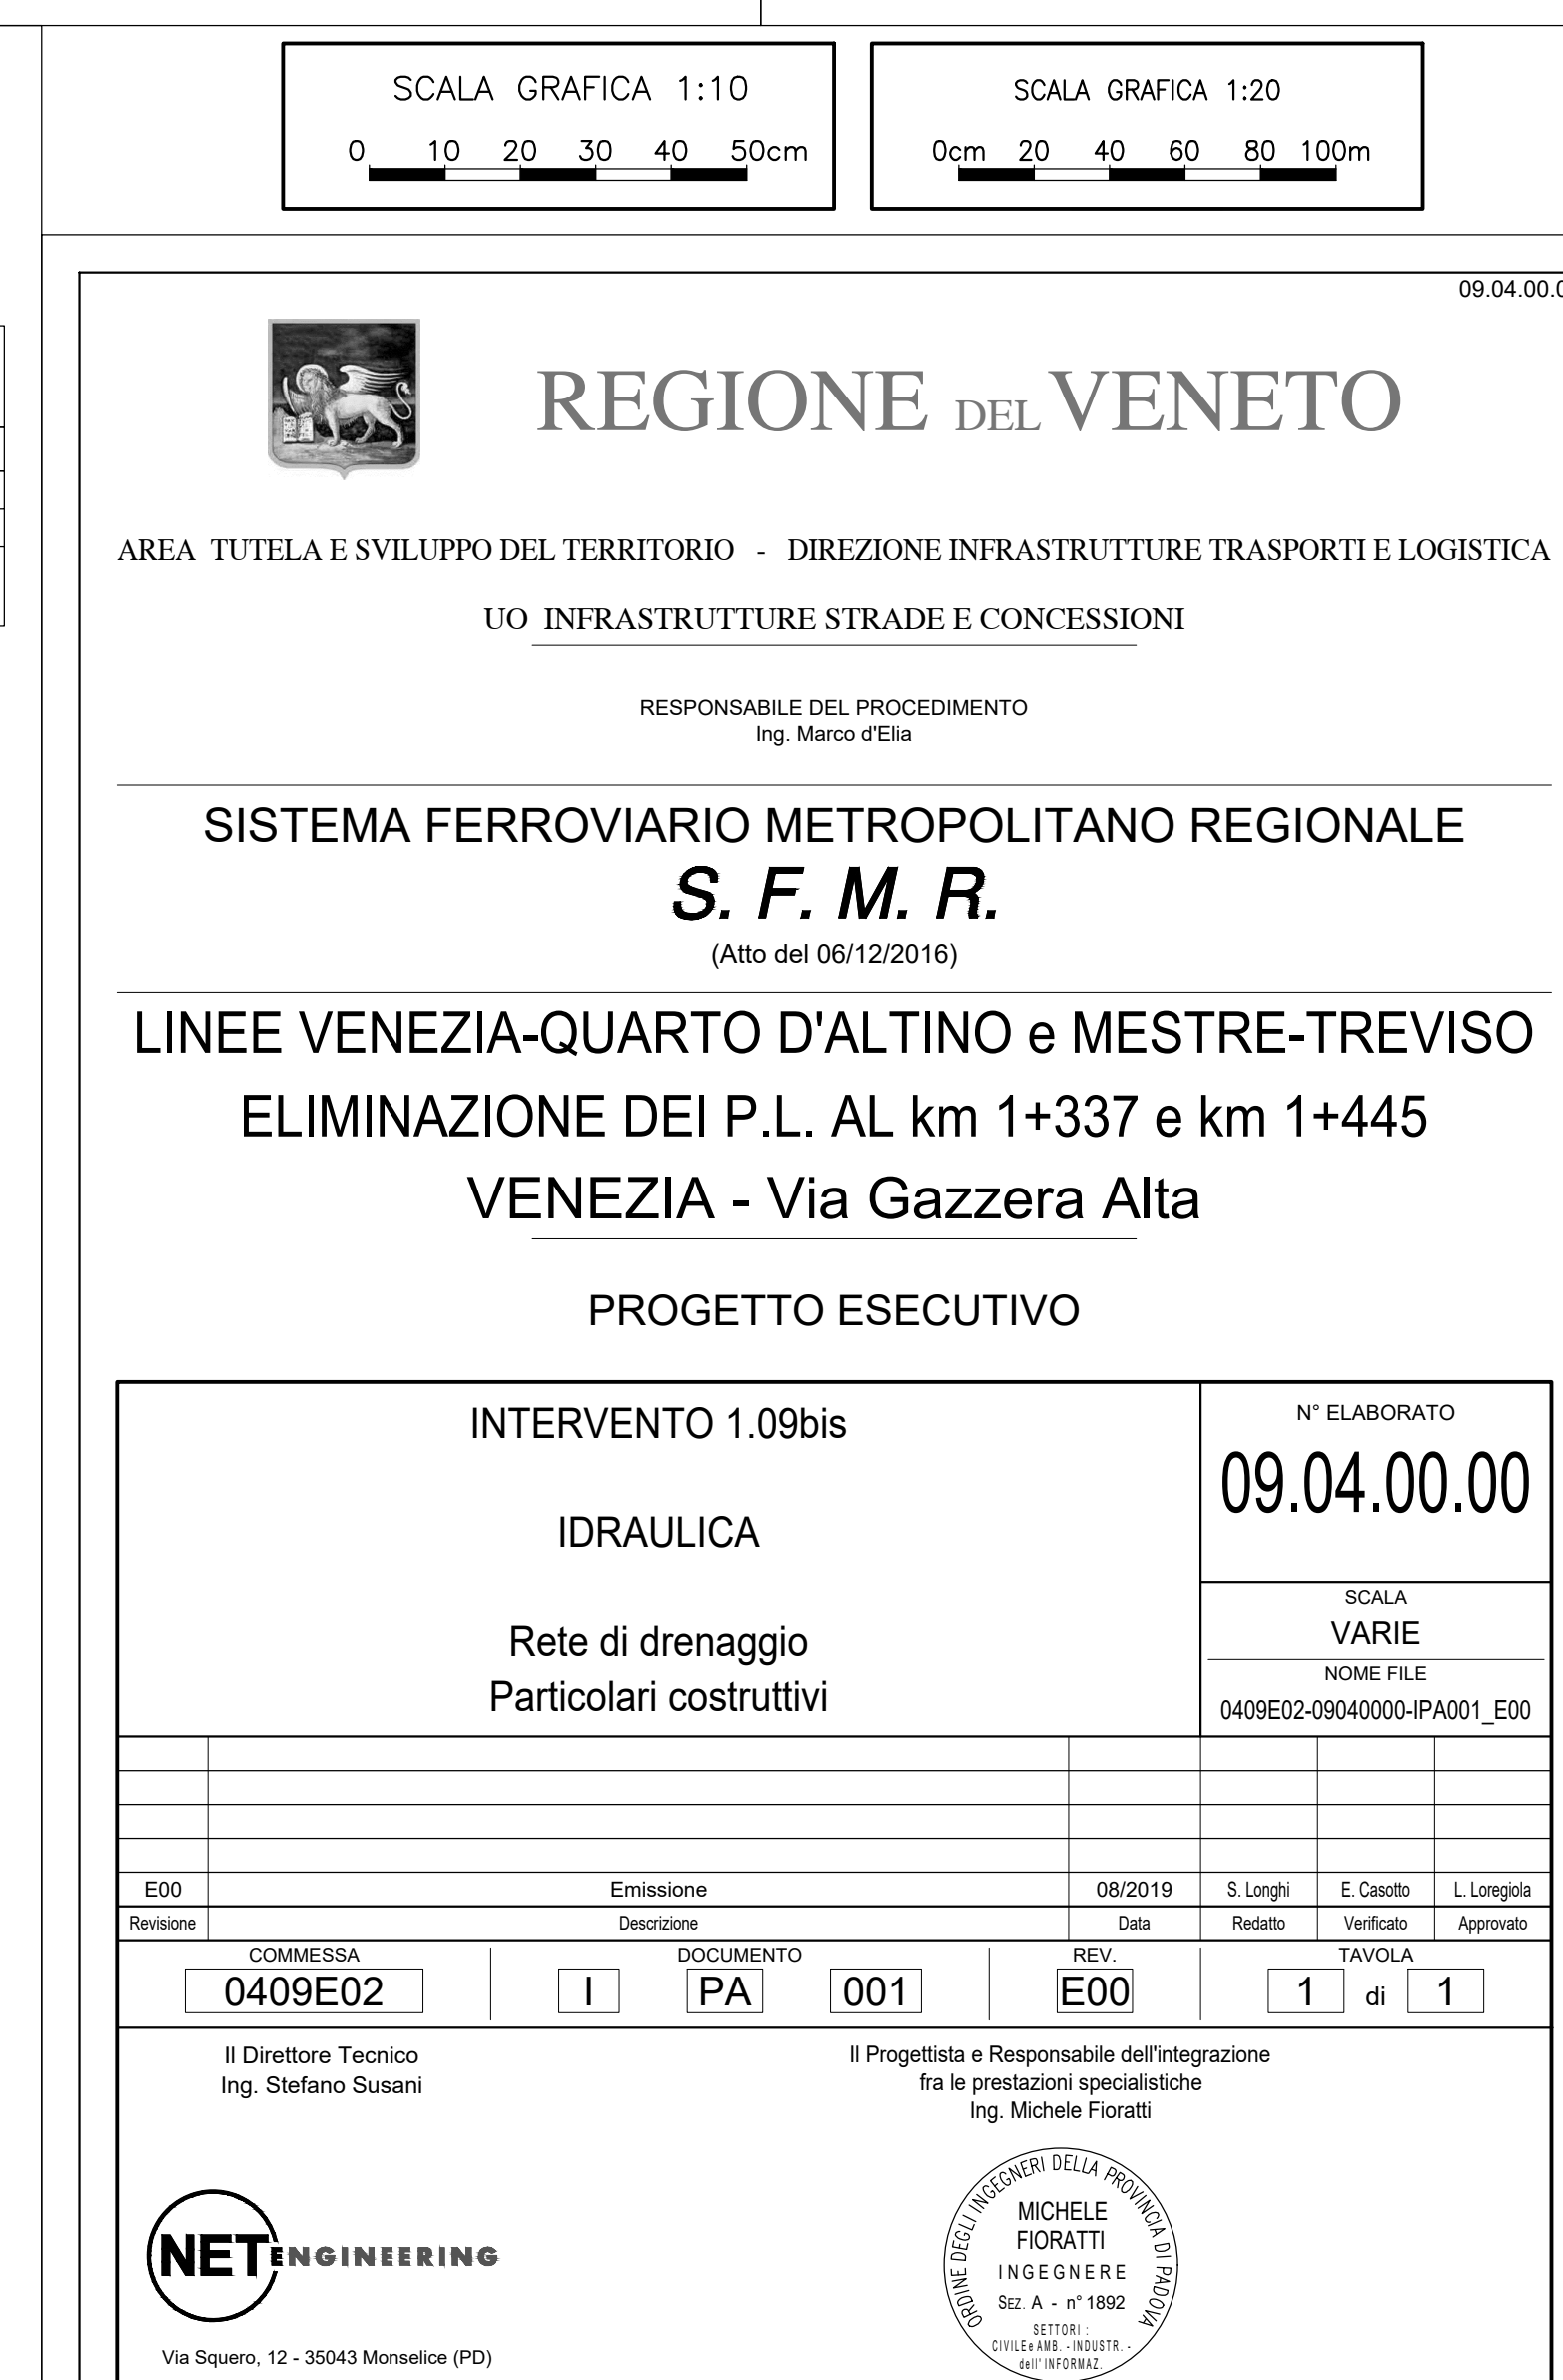 SCALA GRAFICA 1:10
0 10 20 30 40 50cm
SCALA GRAFICA 1:20
0cm 20 40 60 80 100m
09.04.00.0
REGIONE DEL VENETO
AREA TUTELA E SVILUPPO DEL TERRITORIO - DIREZIONE INFRASTRUTTURE TRASPORTI E LOGISTICA
UO INFRASTRUTTURE STRADE E CONCESSIONI
RESPONSABILE DEL PROCEDIMENTO
Ing. Marco d'Elia
SISTEMA FERROVIARIO METROPOLITANO REGIONALE
S. F. M. R.
(Atto del 06/12/2016)
LINEE VENEZIA-QUARTO D'ALTINO e MESTRE-TREVISO
ELIMINAZIONE DEI P.L. AL km 1+337 e km 1+445
VENEZIA - Via Gazzera Alta
PROGETTO ESECUTIVO
INTERVENTO 1.09bis
IDRAULICA
Rete di drenaggio
Particolari costruttivi
N° ELABORATO
09.04.00.00
SCALA
VARIE
NOME FILE
0409E02-09040000-IPA001_E00
E00 Emissione 08/2019 S. Longhi E. Casotto L. Loregiola
Revisione Descrizione Data Redatto Verificato Approvato
COMMESSA DOCUMENTO REV. TAVOLA
0409E02 I PA 001 E00 1 di 1
Il Direttore Tecnico
Ing. Stefano Susani
Il Progettista e Responsabile dell'integrazione
fra le prestazioni specialistiche
Ing. Michele Fioratti
NET ENGINEERING
Via Squero, 12 - 35043 Monselice (PD)
ORDINE DEGLI INGEGNERI DELLA PROVINCIA DI PADOVA
MICHELE
FIORATTI
INGEGNERE
SEZ. A - n° 1892
SETTORI :
CIVILE e AMB. - INDUSTR. -
dell' INFORMAZ.